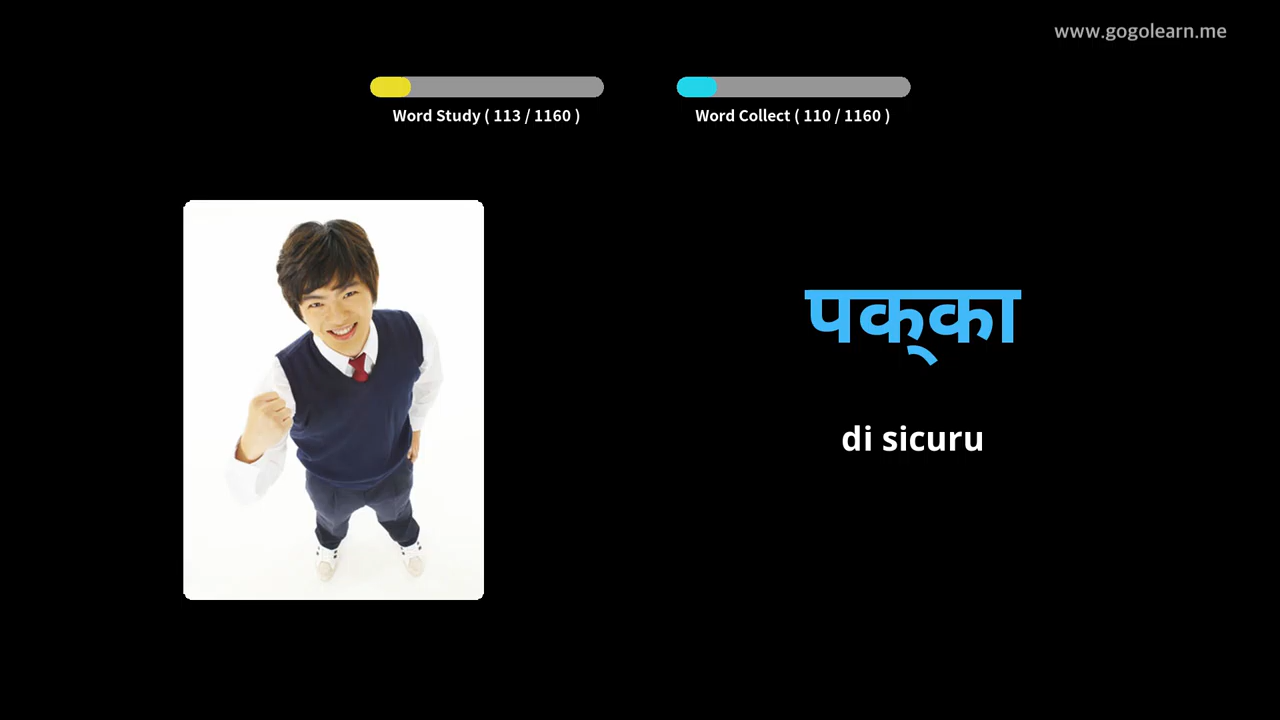 www.gogolearn.me
Word Study ( 113 / 1160 )
Word Collect ( 110 / 1160 )
पक्‌का
di sicuru